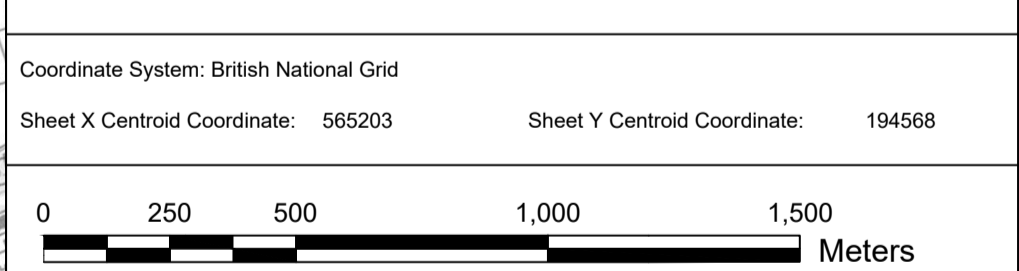 Coordinate System: British National Grid
Sheet X Centroid Coordinate: 565203 Sheet Y Centroid Coordinate: 194568
0 250 500 1,000 1,500
Meters